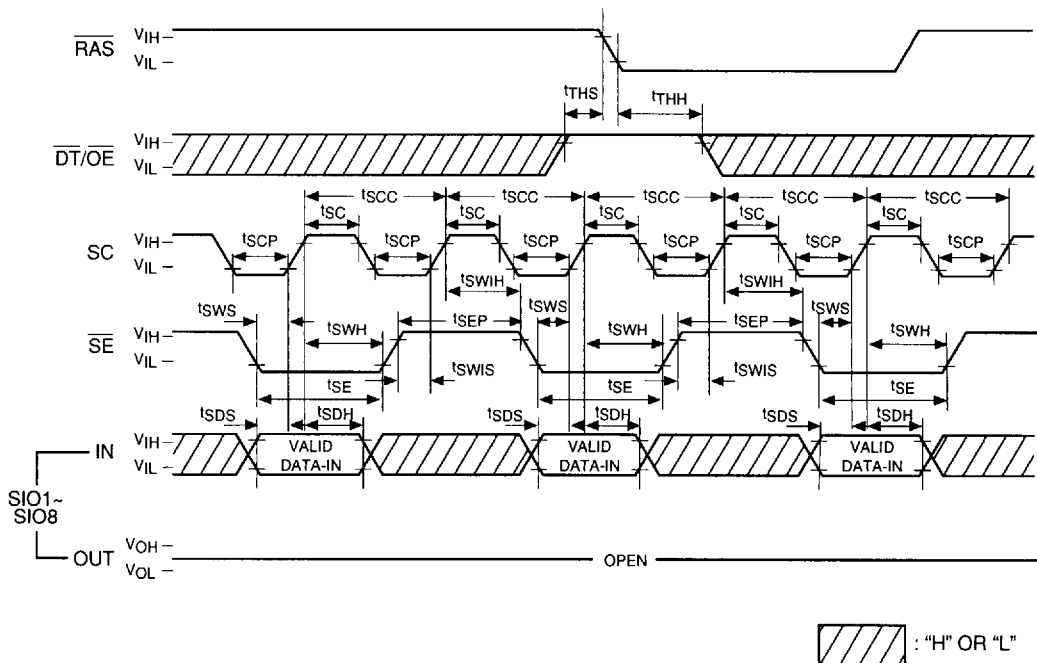 RAS VIH VIL
tTHS tTHH
DT/OE VIH VIL
tSCC tSCC tSCC tSCC tSCC
tSC tSC tSC tSC tSC
SC VIH VIL tSCP tSCP tSCP tSCP tSCP tSCP
tSWIH tSWIH
tSWS tSWS tSWS
SE VIH VIL tSWH tSEP tSWH tSEP tSWH
tSE tSWIS tSE tSWIS tSE
tSDS tSDH tSDS tSDH tSDS tSDH
IN VIH VIL VALID DATA-IN VALID DATA-IN VALID DATA-IN
SIO1~
SIO8
OUT VOH VOL OPEN
: "H" OR "L"